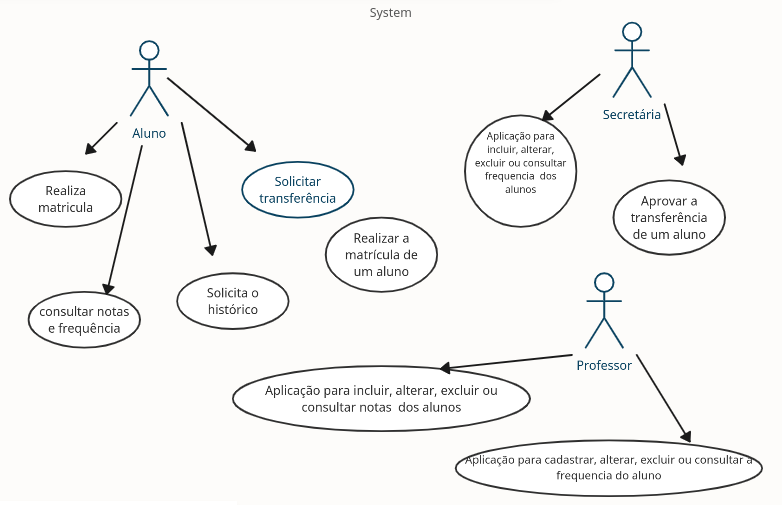 System
Aluno
Secretária
Aplicação para
incluir, alterar,
excluir ou consultar
frequencia dos
alunos
Realiza
matricula
Solicitar
transferência
Aprovar a
transferência
de um aluno
Realizar a
matrícula de
um aluno
Solicita o
histórico
consultar notas
e frequência
Professor
Aplicação para incluir, alterar, excluir ou
consultar notas dos alunos
Aplicação para cadastrar, alterar, excluir ou consultar a
frequencia do aluno